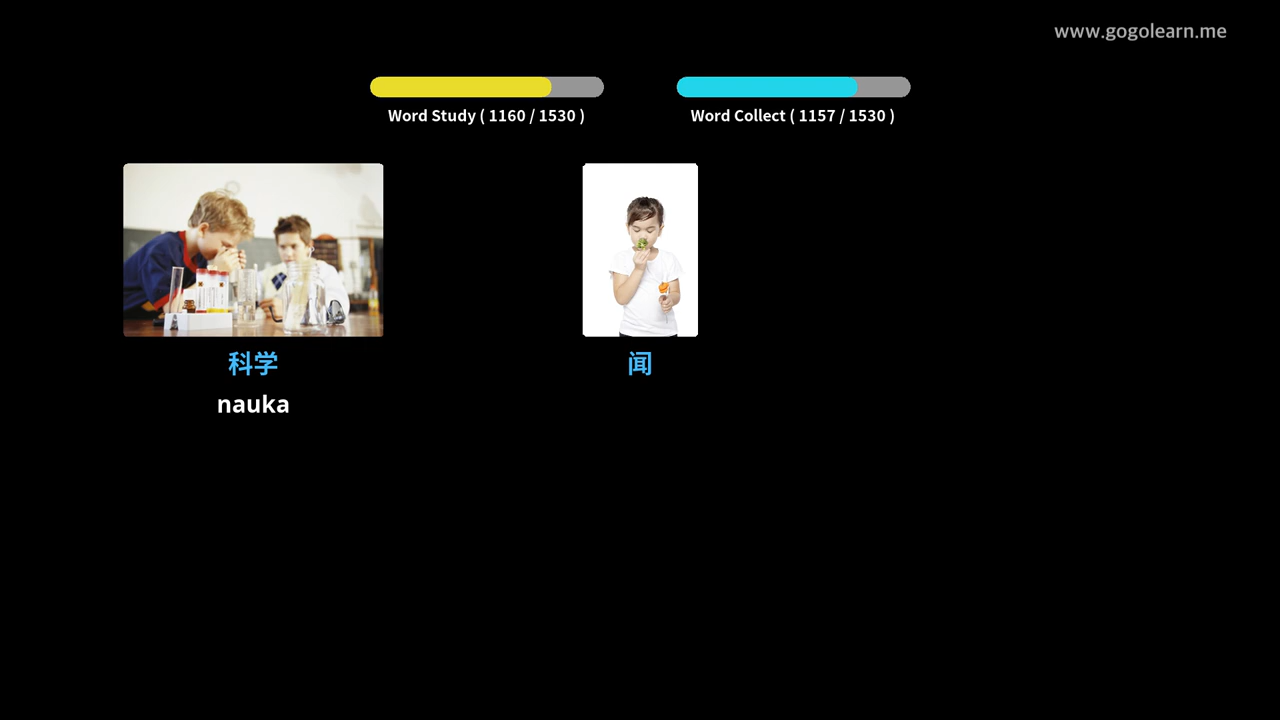 www.gogolearn.me
Word Study ( 1160 / 1530 )
Word Collect ( 1157 / 1530 )
科学
nauka
闻